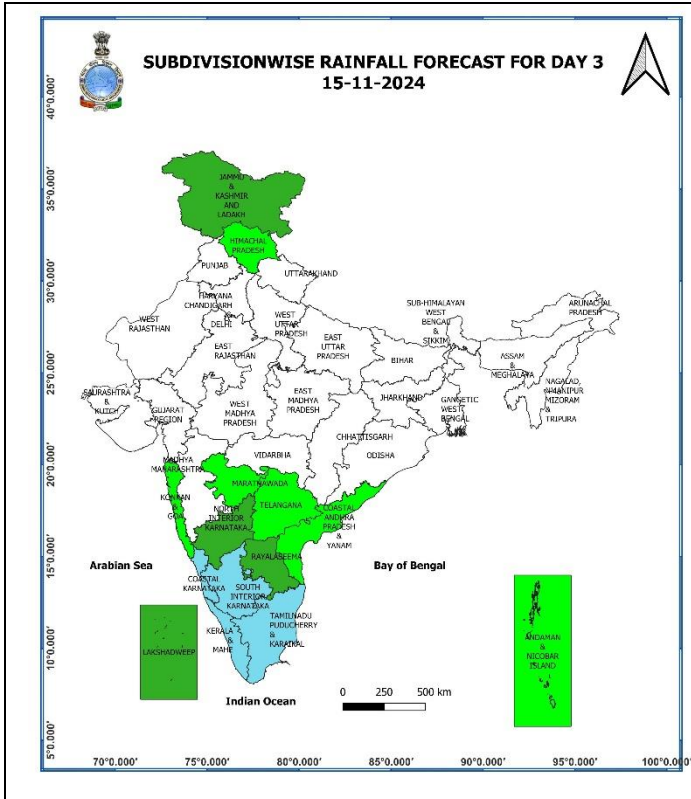 SUBDIVISIONWISE RAINFALL FORECAST FOR DAY 3
15-11-2024
40°0.000'
35°0.000'
30°0.000'
25°0.000'
20°0.000'
15°0.000'
10°0.000'
5°0.000'
JAMMU
&
KASHMIR
AND
LADAKH
HIMACHAL
PRADESH
PUNJAB
UTTARAKHAND
HARYANA
CHANDIGARH
&
DELHI
WEST
RAJASTHAN
WEST
UTTAR
PRADESH
EAST
RAJASTHAN
EAST
UTTAR
PRADESH
SUB-HIMALAYAN
WEST
BENGAL
&
SIKKIM
ARUNACHAL
PRADESH
BIHAR
ASSAM
&
MEGHALAYA
NAGALAD,
MANIPUR
MIZORAM
&
TRIPURA
SAURASHTRA
&
KUTCH
GUJARAT
REGION
WEST
MADHYA
PRADESH
EAST
MADHYA
PRADESH
JHARKHAND
GANGETIC
WEST
BENGAL
CHHATTISGARH
ODISHA
VIDARBHA
MADHYA
MAHARASHTRA
MARATHWADA
KONKAN
&
GOA
TELANGANA
COASTAL
ANDHRA
PRADESH
&
YANAM
NORTH
INTERIOR
KARNATAKA
RAYALASEEMA
Arabian Sea
Bay of Bengal
COASTAL
KARNATAKA
SOUTH
INTERIOR
KARNATAKA
TAMILNADU
PUDUCHERRY
&
KARAIKAL
KERALA
&
MAHE
LAKSHADWEEP
ANDAMAN
&
NICOBAR
ISLAND
Indian Ocean
0 250 500 km
70°0.000' 75°0.000' 80°0.000' 85°0.000' 90°0.000' 95°0.000' 100°0.000'